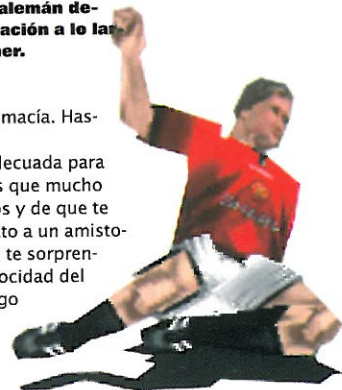 alemán de-
ación a lo lar-
er.
macía. Has-
decuada para
s que mucho
os y de que te
to a un amisto-
te sorpren-
ocidad del
go